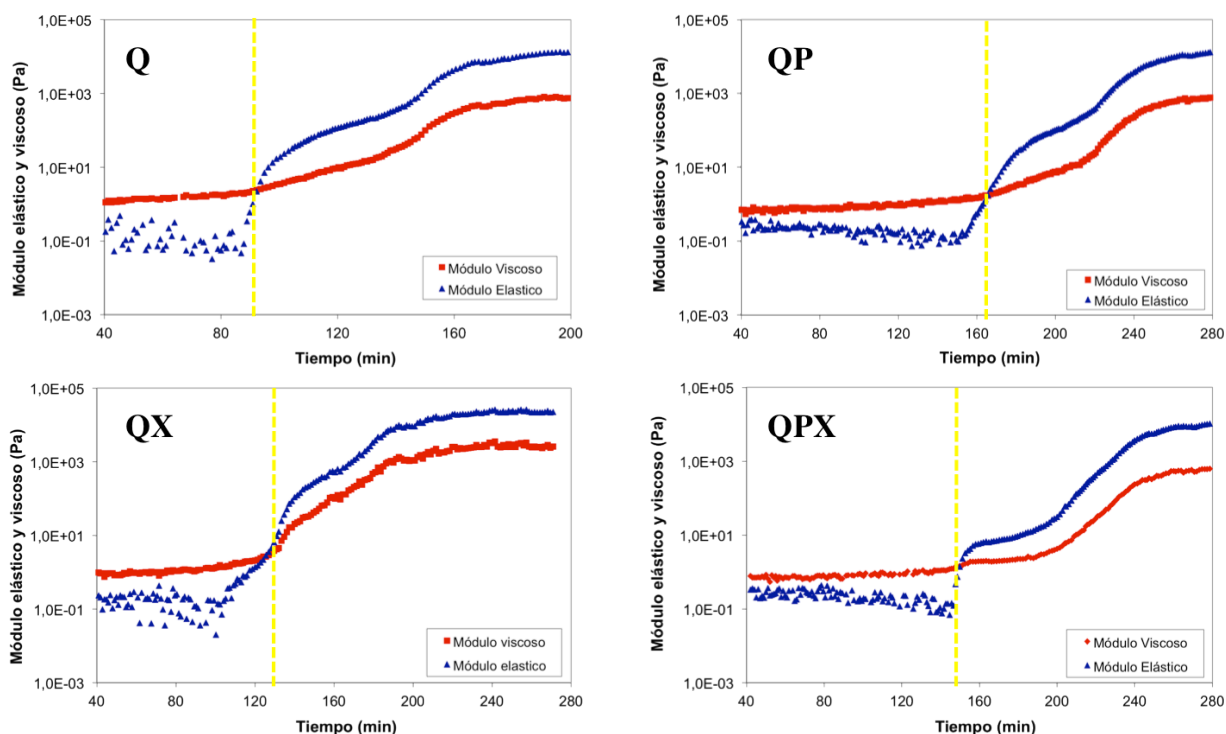 Q
Módulo elástico y viscoso (Pa)
1,0E+05
1,0E+03
1,0E+01
1,0E-01
1,0E-03
40 80 120 160 200
Tiempo (min)
Módulo Viscoso
Módulo Elastico
QP
Módulo elástico y viscoso (Pa)
1,0E+05
1,0E+03
1,0E+01
1,0E-01
1,0E-03
40 80 120 160 200 240 280
Tiempo (min)
Módulo Viscoso
Módulo Elástico
QX
Módulo elástico y viscoso (Pa)
1,0E+05
1,0E+03
1,0E+01
1,0E-01
1,0E-03
40 80 120 160 200 240 280
Tiempo (min)
Módulo viscoso
Módulo elastico
QPX
Módulo elástico y viscoso (Pa)
1,0E+05
1,0E+03
1,0E+01
1,0E-01
1,0E-03
40 80 120 160 200 240 280
Tiempo (min)
Módulo Viscoso
Módulo Elástico